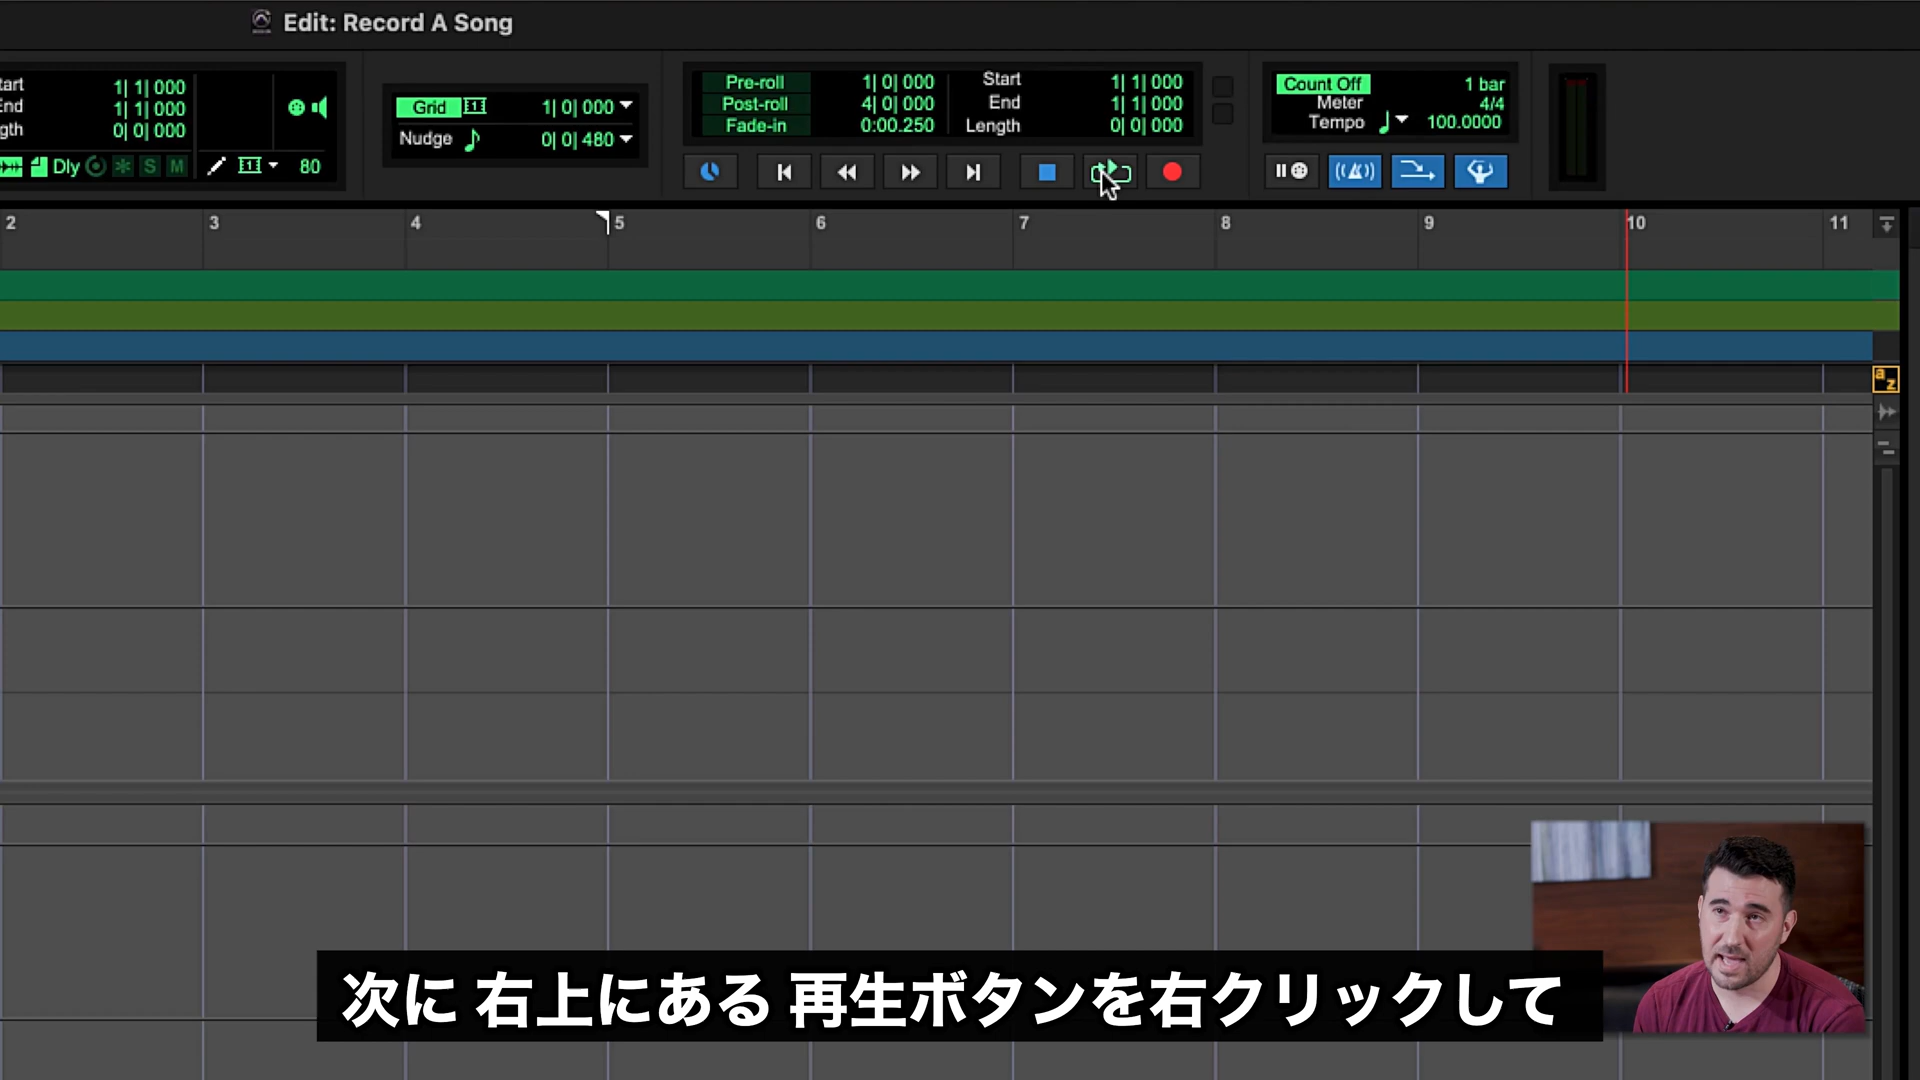 Edit: Record A Song
tart 1| 1| 000
End 1| 1| 000
gth 0| 0| 000
Dly S M 80
Grid 1| 0| 000
Nudge 0| 0| 480
Pre-roll 1| 0| 000 Start 1| 1| 000
Post-roll 4| 0| 000 End 1| 1| 000
Fade-in 0:00.250 Length 0| 0| 000
Count Off 1 bar
Meter 4/4
Tempo 100.0000
2 3 4 5 6 7 8 9 10 11
a z
次に 右上にある 再生ボタンを右クリックして